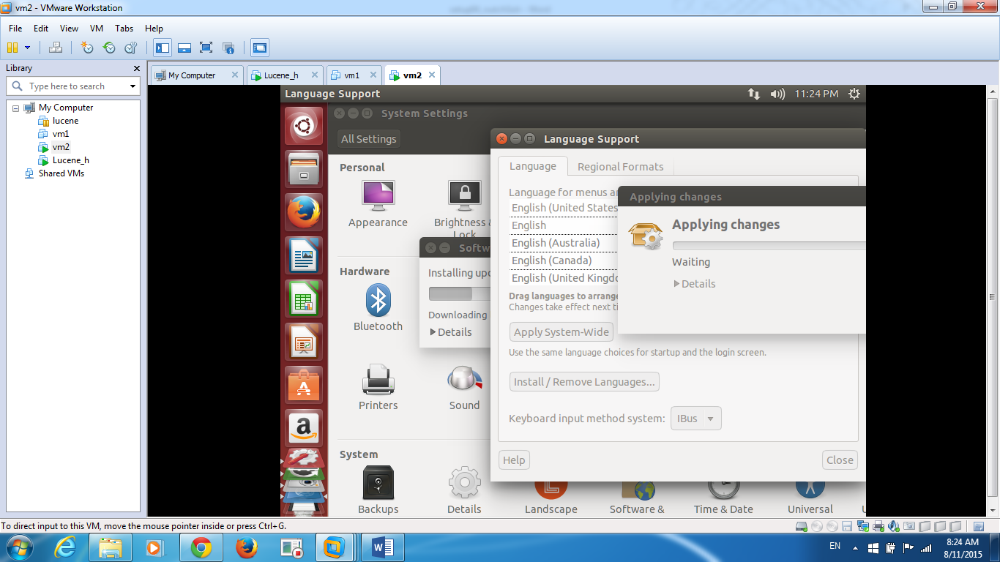 vm2 - VMware Workstation
File Edit View VM Tabs Help
Library
Type here to search
My Computer
lucene
vm1
vm2
Lucene_h
Shared VMs
My Computer Lucene_h vm1 vm2
Language Support 11:24 PM
System Settings
All Settings
Personal
Appearance
Brightness &
Lock
Hardware
Bluetooth
Printers
Sound
System
Backups
Details
Landscape
Software &
Time & Date
Universal
Softw
Installing upd
Downloading
Details
Language Support
Language Regional Formats
Language for menus an
English (United States
English
English (Australia)
English (Canada)
English (United Kingdo
Drag languages to arrange
Changes take effect next ti
Apply System-Wide
Use the same language choices for startup and the login screen.
Install / Remove Languages...
Keyboard input method system: IBus
Help Close
Applying changes
Applying changes
Waiting
Details
To direct input to this VM, move the mouse pointer inside or press Ctrl+G.
EN
8:24 AM
8/11/2015